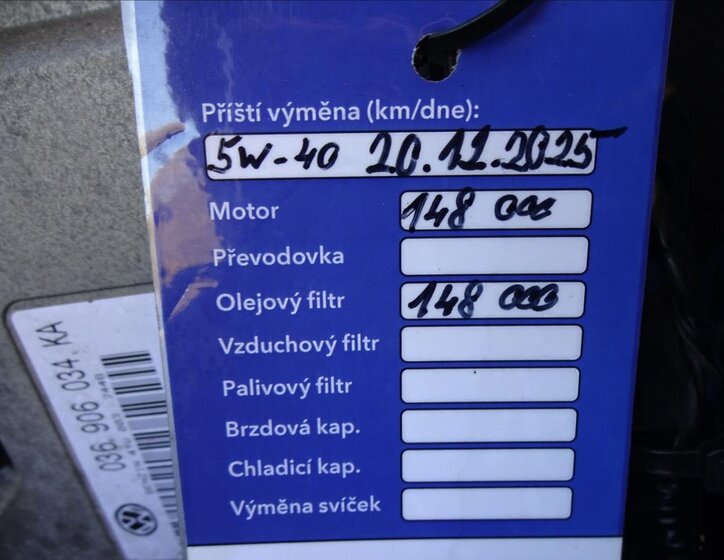 Příští výměna (km/dne):
5W-40 20.12.2025
Motor 148 000
Převodovka
Olejový filtr 148 000
Vzduchový filtr
Palivový filtr
Brzdová kap.
Chladicí kap.
Výměna svíček
036 906 034 KA